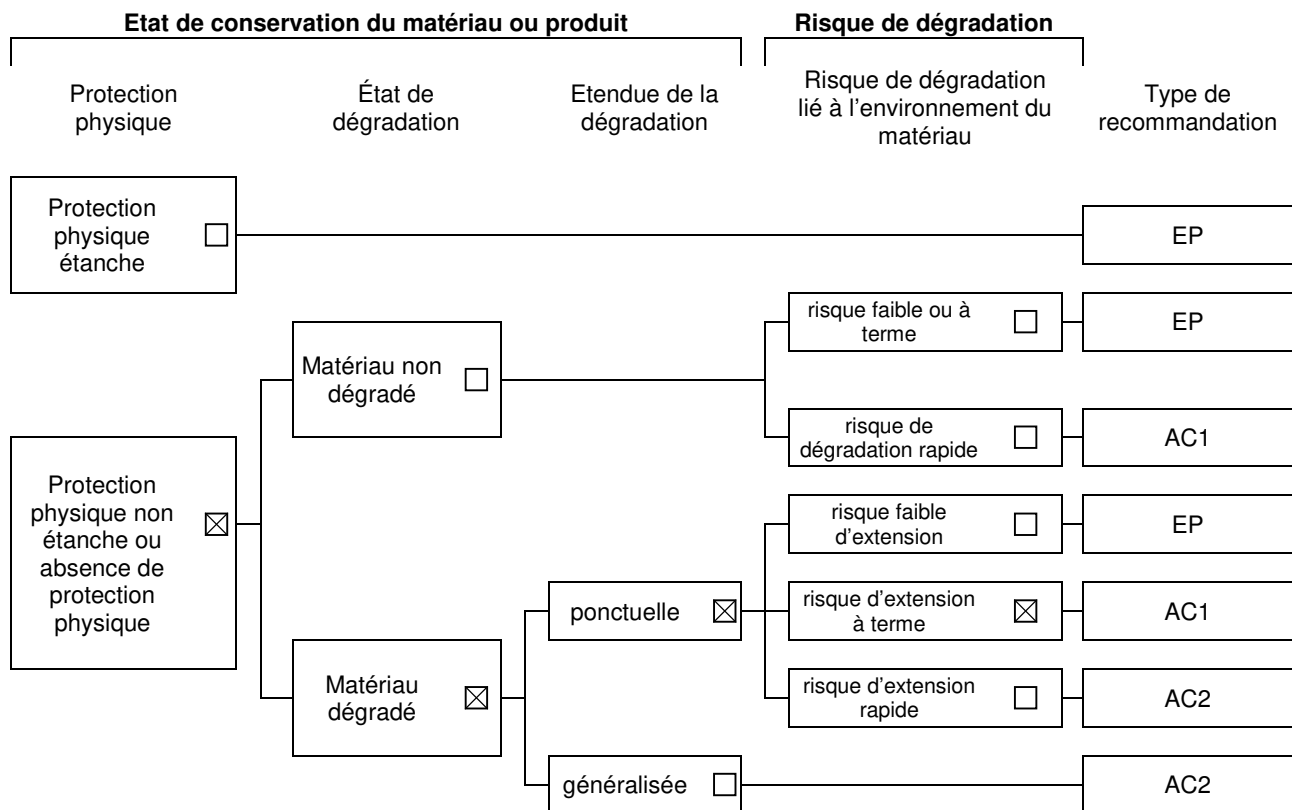 Etat de conservation du matériau ou produit
Risque de dégradation
Protection
physique
État de
dégradation
Etendue de la
dégradation
Risque de dégradation
lié à l'environnement du
matériau
Type de
recommandation
Protection
physique
étanche
EP
risque faible ou à
terme
EP
Matériau non
dégradé
risque de
dégradation rapide
AC1
Protection
physique non
étanche ou
absence de
protection
physique
risque faible
d'extension
EP
ponctuelle
risque d'extension
à terme
AC1
Matériau
dégradé
risque d'extension
rapide
AC2
généralisée
AC2